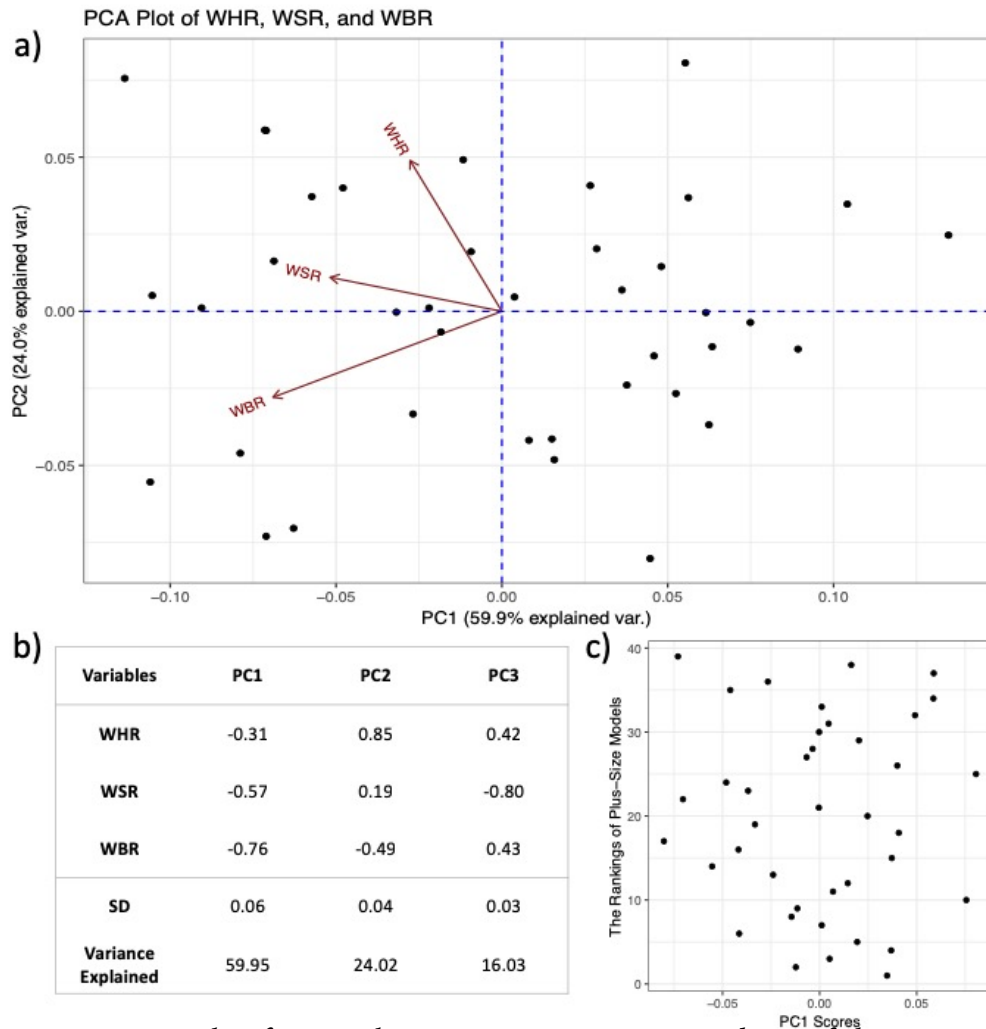 PCA Plot of WHR, WSR, and WBR
a)
WHR
WSR
WBR
0.05
0.00
−0.05
PC2 (24.0% explained var.)
−0.10 −0.05 0.00 0.05 0.10
PC1 (59.9% explained var.)
b)
Variables PC1 PC2 PC3
WHR -0.31 0.85 0.42
WSR -0.57 0.19 -0.80
WBR -0.76 -0.49 0.43
SD 0.06 0.04 0.03
Variance
Explained 59.95 24.02 16.03
c)
40
30
20
10
0
The Rankings of Plus−Size Models
−0.05 0.00 0.05
PC1 Scores